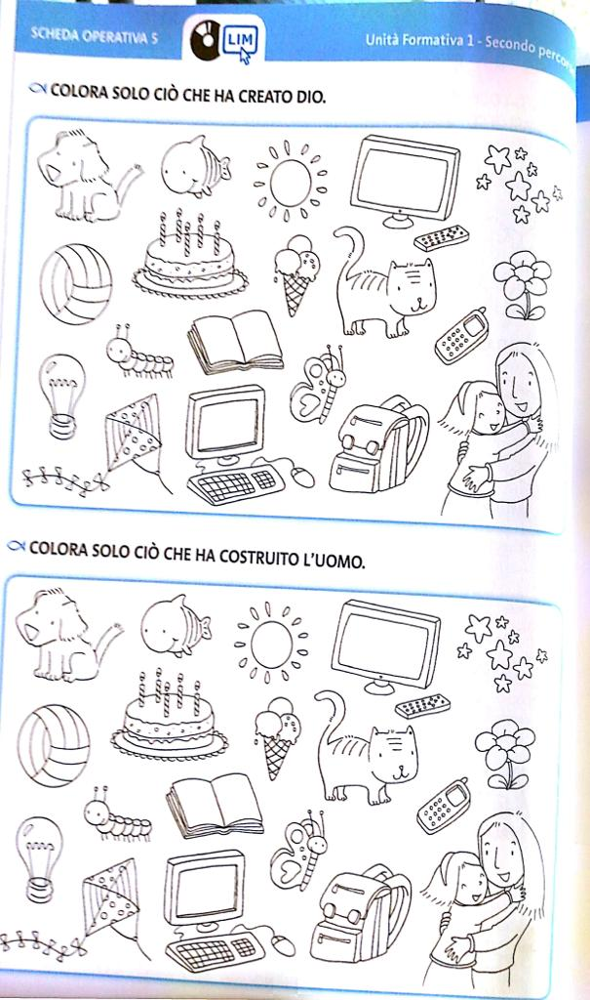 SCHEDA OPERATIVA 5
LIM
Unità Formativa 1 - Secondo percorso
COLORA SOLO CIÒ CHE HA CREATO DIO.
COLORA SOLO CIÒ CHE HA COSTRUITO L'UOMO.